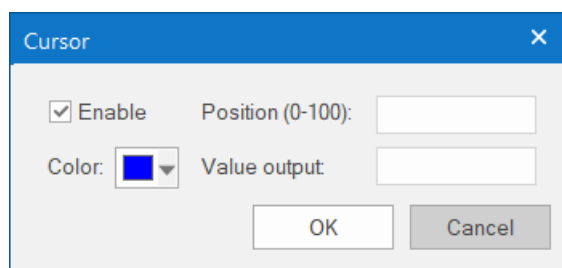 Cursor
Enable Position (0-100):
Color: Value output:
OK Cancel